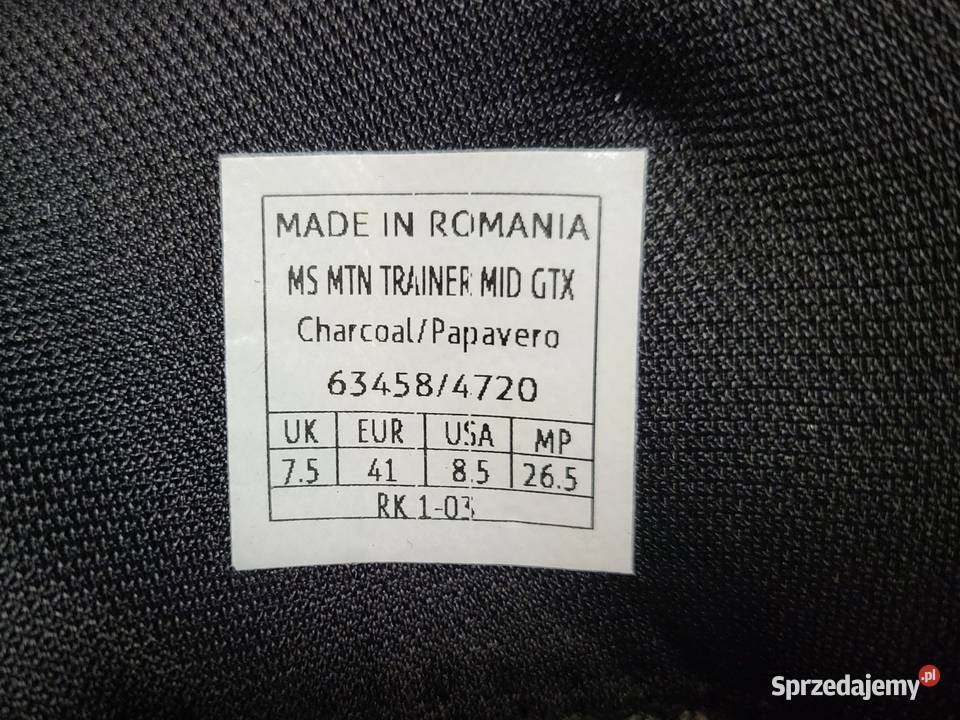 MADE IN ROMANIA
MS MTN TRAINER MID GTX
Charcoal/Papavero
63458/4720
UK EUR USA MP
7.5 41 8.5 26.5
RK 1-03
Sprzedajemy.pl